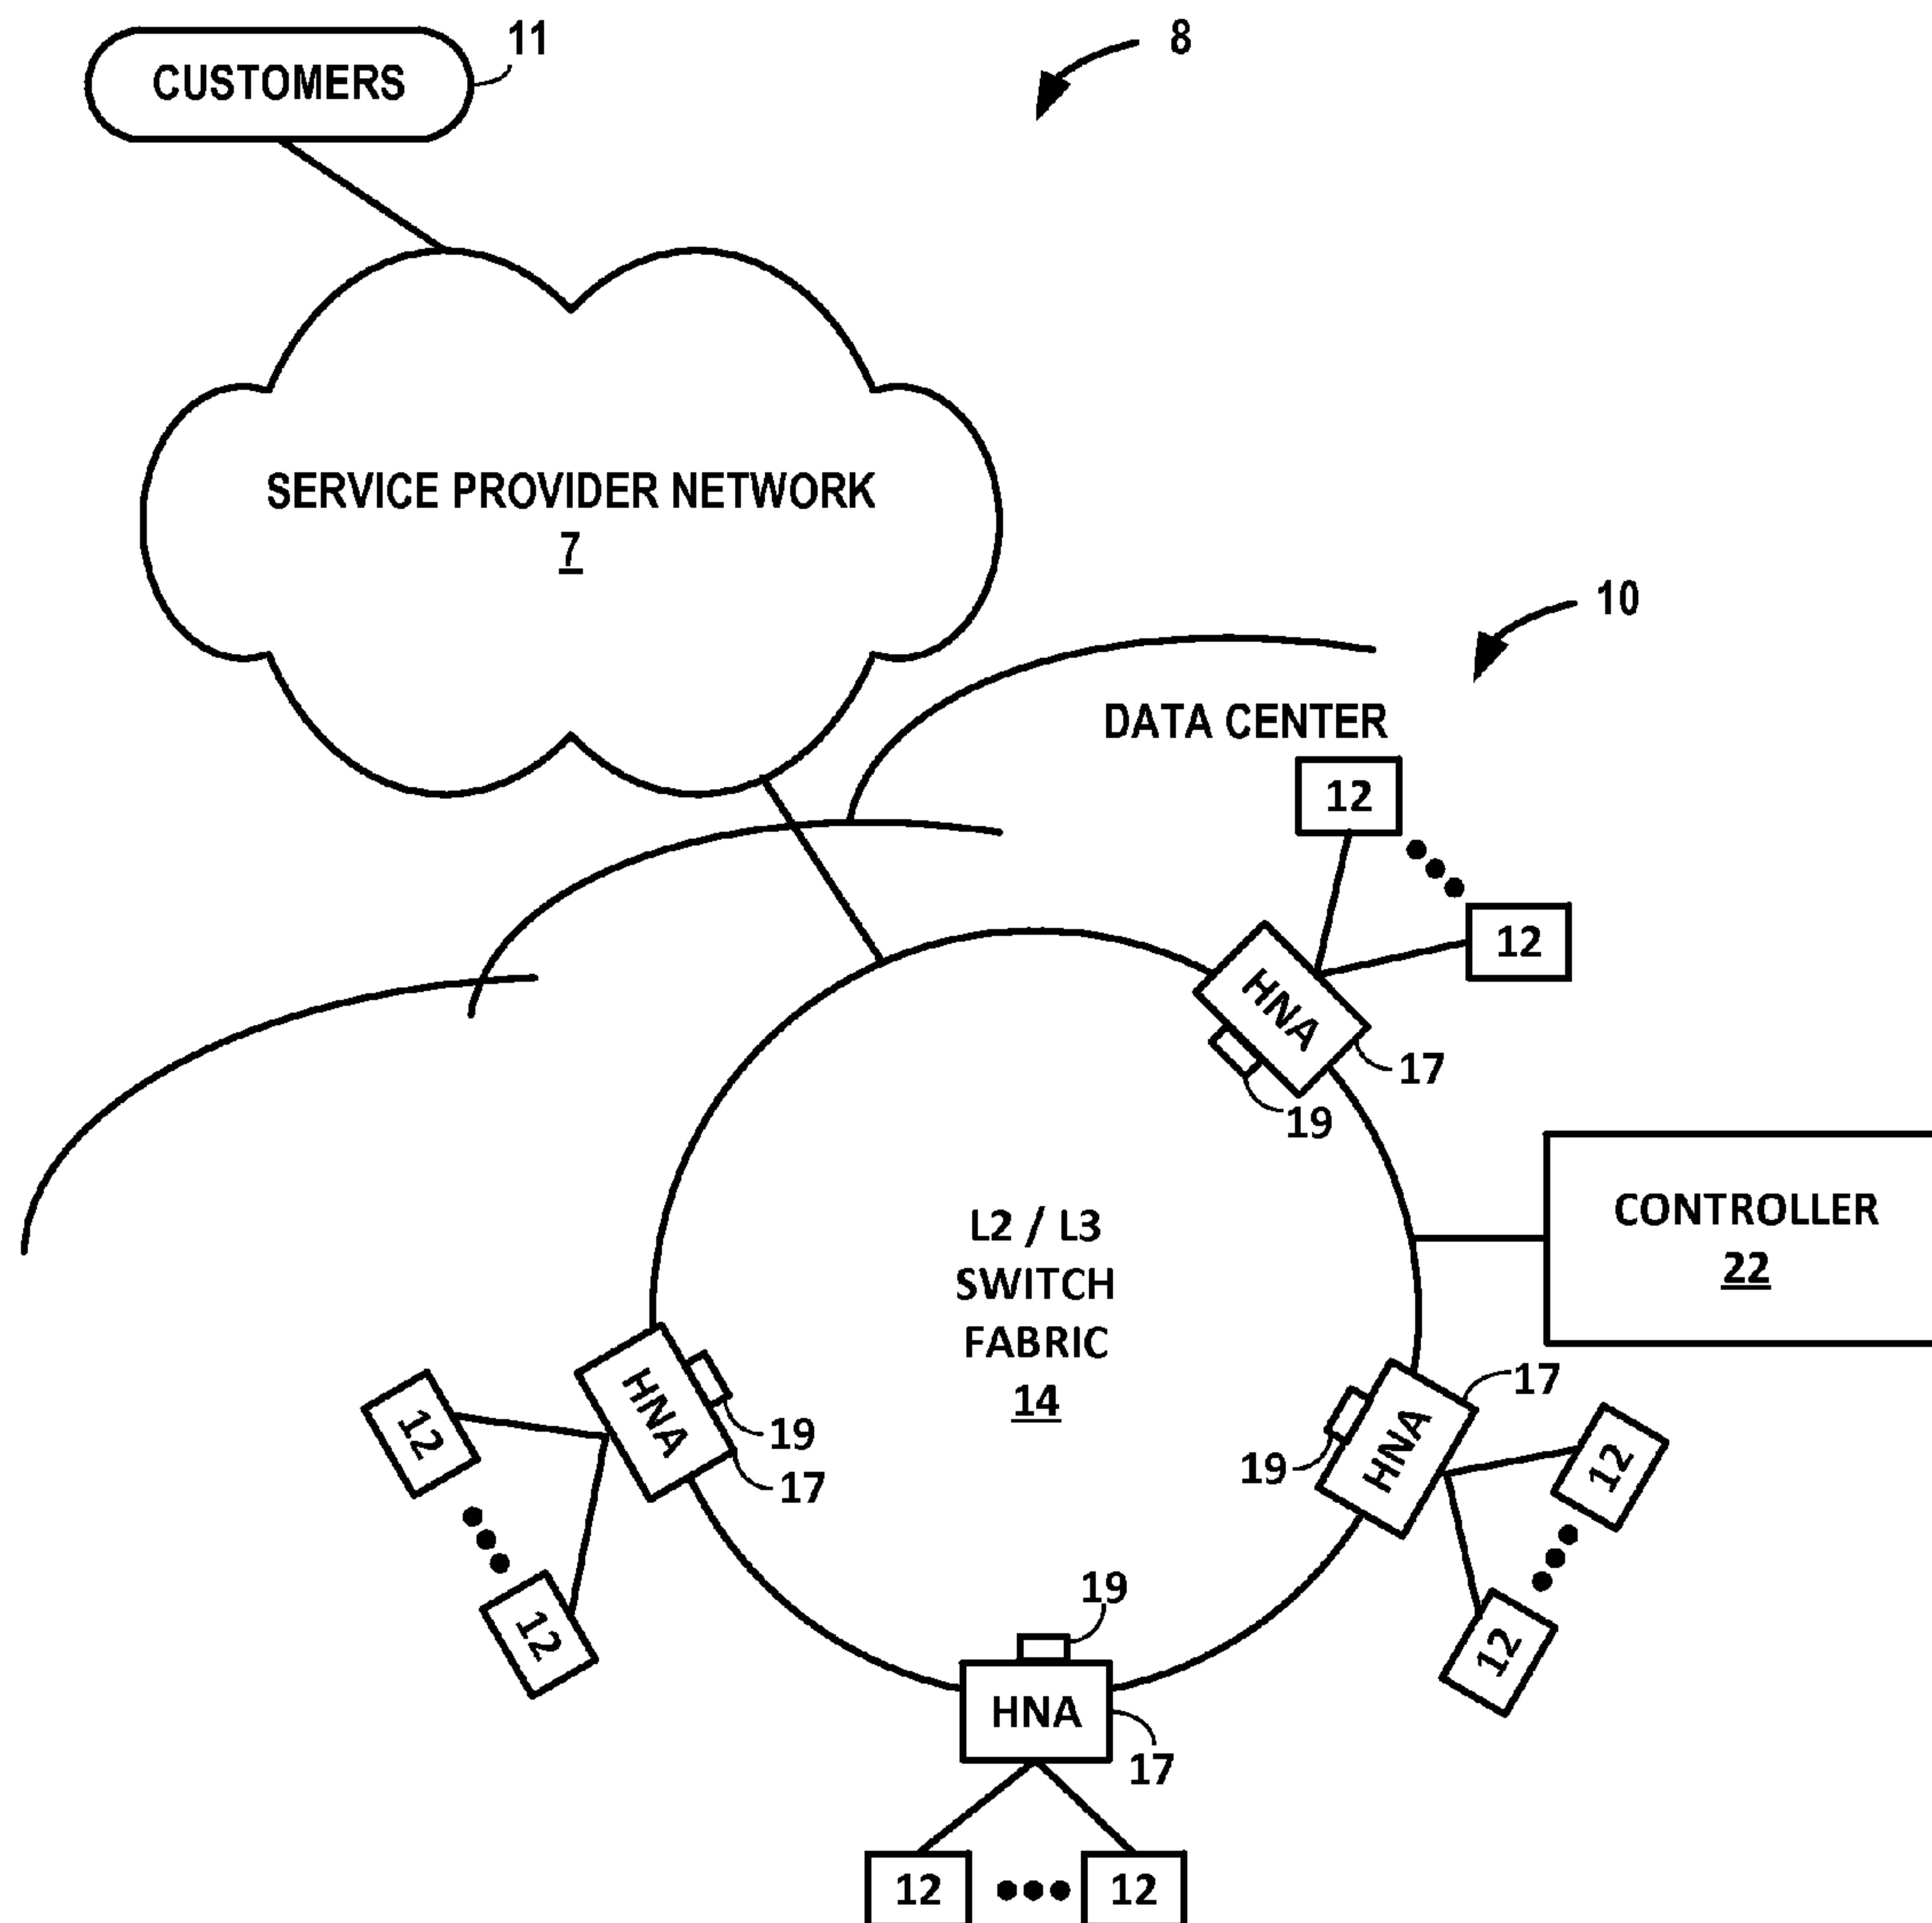 11
8
CUSTOMERS
SERVICE PROVIDER NETWORK
7
10
DATA CENTER
12
12
HNA
17
19
CONTROLLER
22
L2 / L3
SWITCH
FABRIC
14
17
HNA
19
12
12
HNA
19
17
12
12
19
HNA
17
12
12